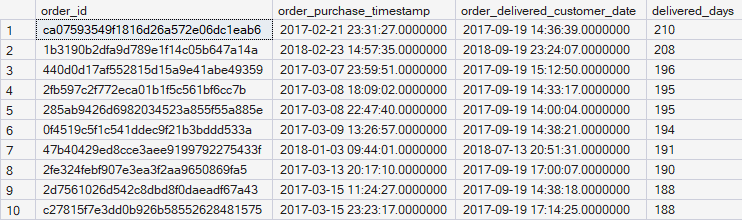 order_id order_purchase_timestamp order_delivered_customer_date delivered_days
1 ca07593549f1816d26a572e06dc1eab6 2017-02-21 23:31:27.0000000 2017-09-19 14:36:39.0000000 210
2 1b3190b2dfa9d789e1f14c05b647a14a 2018-02-23 14:57:35.0000000 2018-09-19 23:24:07.0000000 208
3 440d0d17af552815d15a9e41abe49359 2017-03-07 23:59:51.0000000 2017-09-19 15:12:50.0000000 196
4 2fb597c2f772eca01b1f5c561bf6cc7b 2017-03-08 18:09:02.0000000 2017-09-19 14:33:17.0000000 195
5 285ab9426d6982034523a855f55a885e 2017-03-08 22:47:40.0000000 2017-09-19 14:00:04.0000000 195
6 0f4519c5f1c541ddec9f21b3bddd533a 2017-03-09 13:26:57.0000000 2017-09-19 14:38:21.0000000 194
7 47b40429ed8cce3aee9199792275433f 2018-01-03 09:44:01.0000000 2018-07-13 20:51:31.0000000 191
8 2fe324febf907e3ea3f2aa9650869fa5 2017-03-13 20:17:10.0000000 2017-09-19 17:00:07.0000000 190
9 2d7561026d542c8dbd8f0daeadf67a43 2017-03-15 11:24:27.0000000 2017-09-19 14:38:18.0000000 188
10 c27815f7e3dd0b926b58552628481575 2017-03-15 23:23:17.0000000 2017-09-19 17:14:25.0000000 188